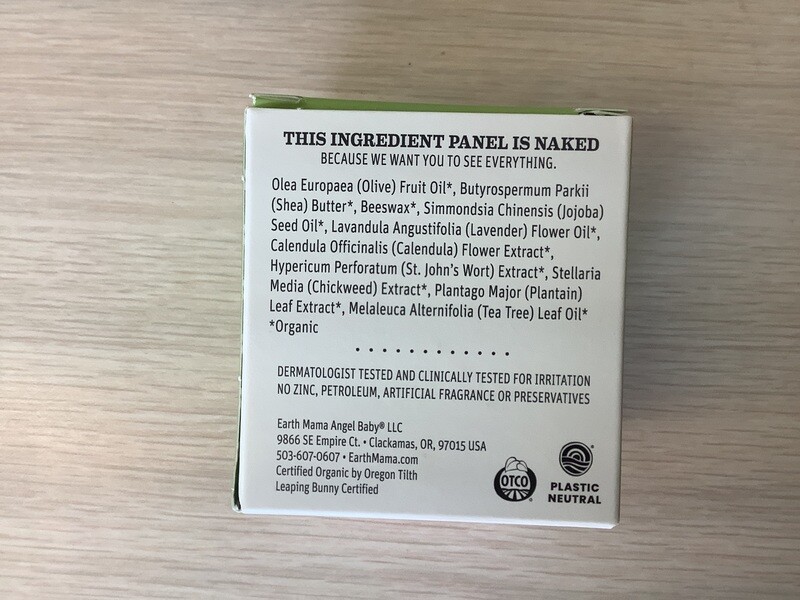 THIS INGREDIENT PANEL IS NAKED
BECAUSE WE WANT YOU TO SEE EVERYTHING.
Olea Europaea (Olive) Fruit Oil*, Butyrospermum Parkii
(Shea) Butter*, Beeswax*, Simmondsia Chinensis (Jojoba)
Seed Oil*, Lavandula Angustifolia (Lavender) Flower Oil*,
Calendula Officinalis (Calendula) Flower Extract*,
Hypericum Perforatum (St. John's Wort) Extract*, Stellaria
Media (Chickweed) Extract*, Plantago Major (Plantain)
Leaf Extract*, Melaleuca Alternifolia (Tea Tree) Leaf Oil*
*Organic
DERMATOLOGIST TESTED AND CLINICALLY TESTED FOR IRRITATION
NO ZINC, PETROLEUM, ARTIFICIAL FRAGRANCE OR PRESERVATIVES
Earth Mama Angel Baby® LLC
9866 SE Empire Ct. • Clackamas, OR, 97015 USA
503-607-0607 • EarthMama.com
Certified Organic by Oregon Tilth
Leaping Bunny Certified
OTCO
PLASTIC
NEUTRAL